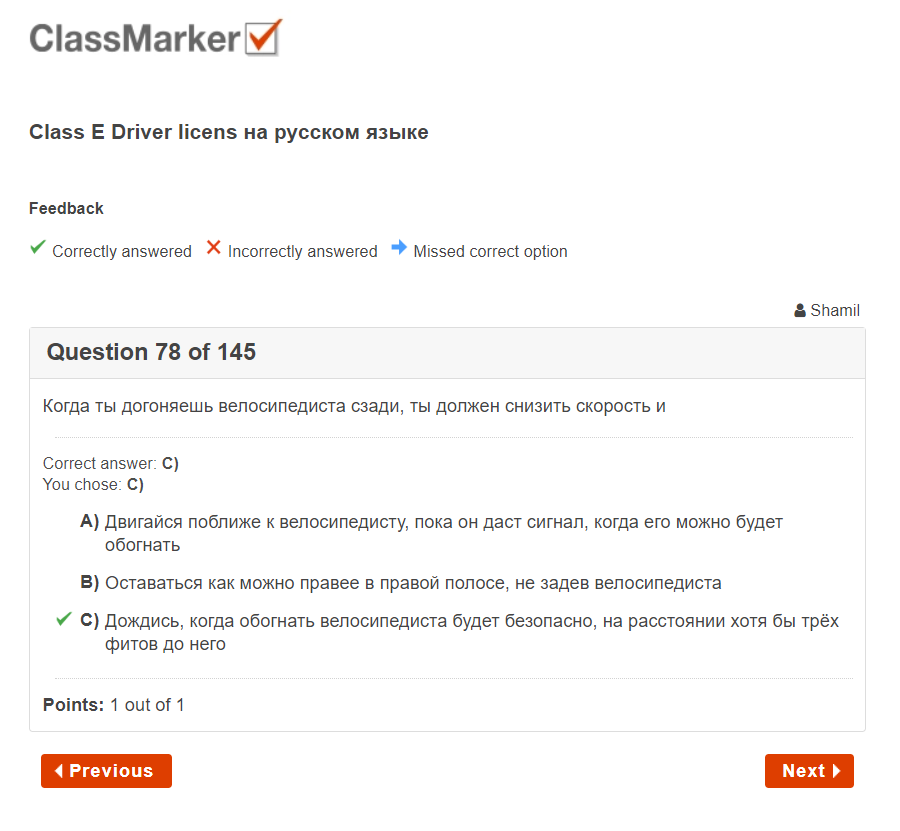 ClassMarker
Class E Driver licens на русском языке
Feedback
Correctly answered Incorrectly answered Missed correct option
Shamil
Question 78 of 145
Когда ты догоняешь велосипедиста сзади, ты должен снизить скорость и
Correct answer: C)
You chose: C)
A) Двигайся поближе к велосипедисту, пока он даст сигнал, когда его можно будет
обогнать
B) Оставаться как можно правее в правой полосе, не задев велосипедиста
C) Дождись, когда обогнать велосипедиста будет безопасно, на расстоянии хотя бы трёх
фитов до него
Points: 1 out of 1
Previous Next